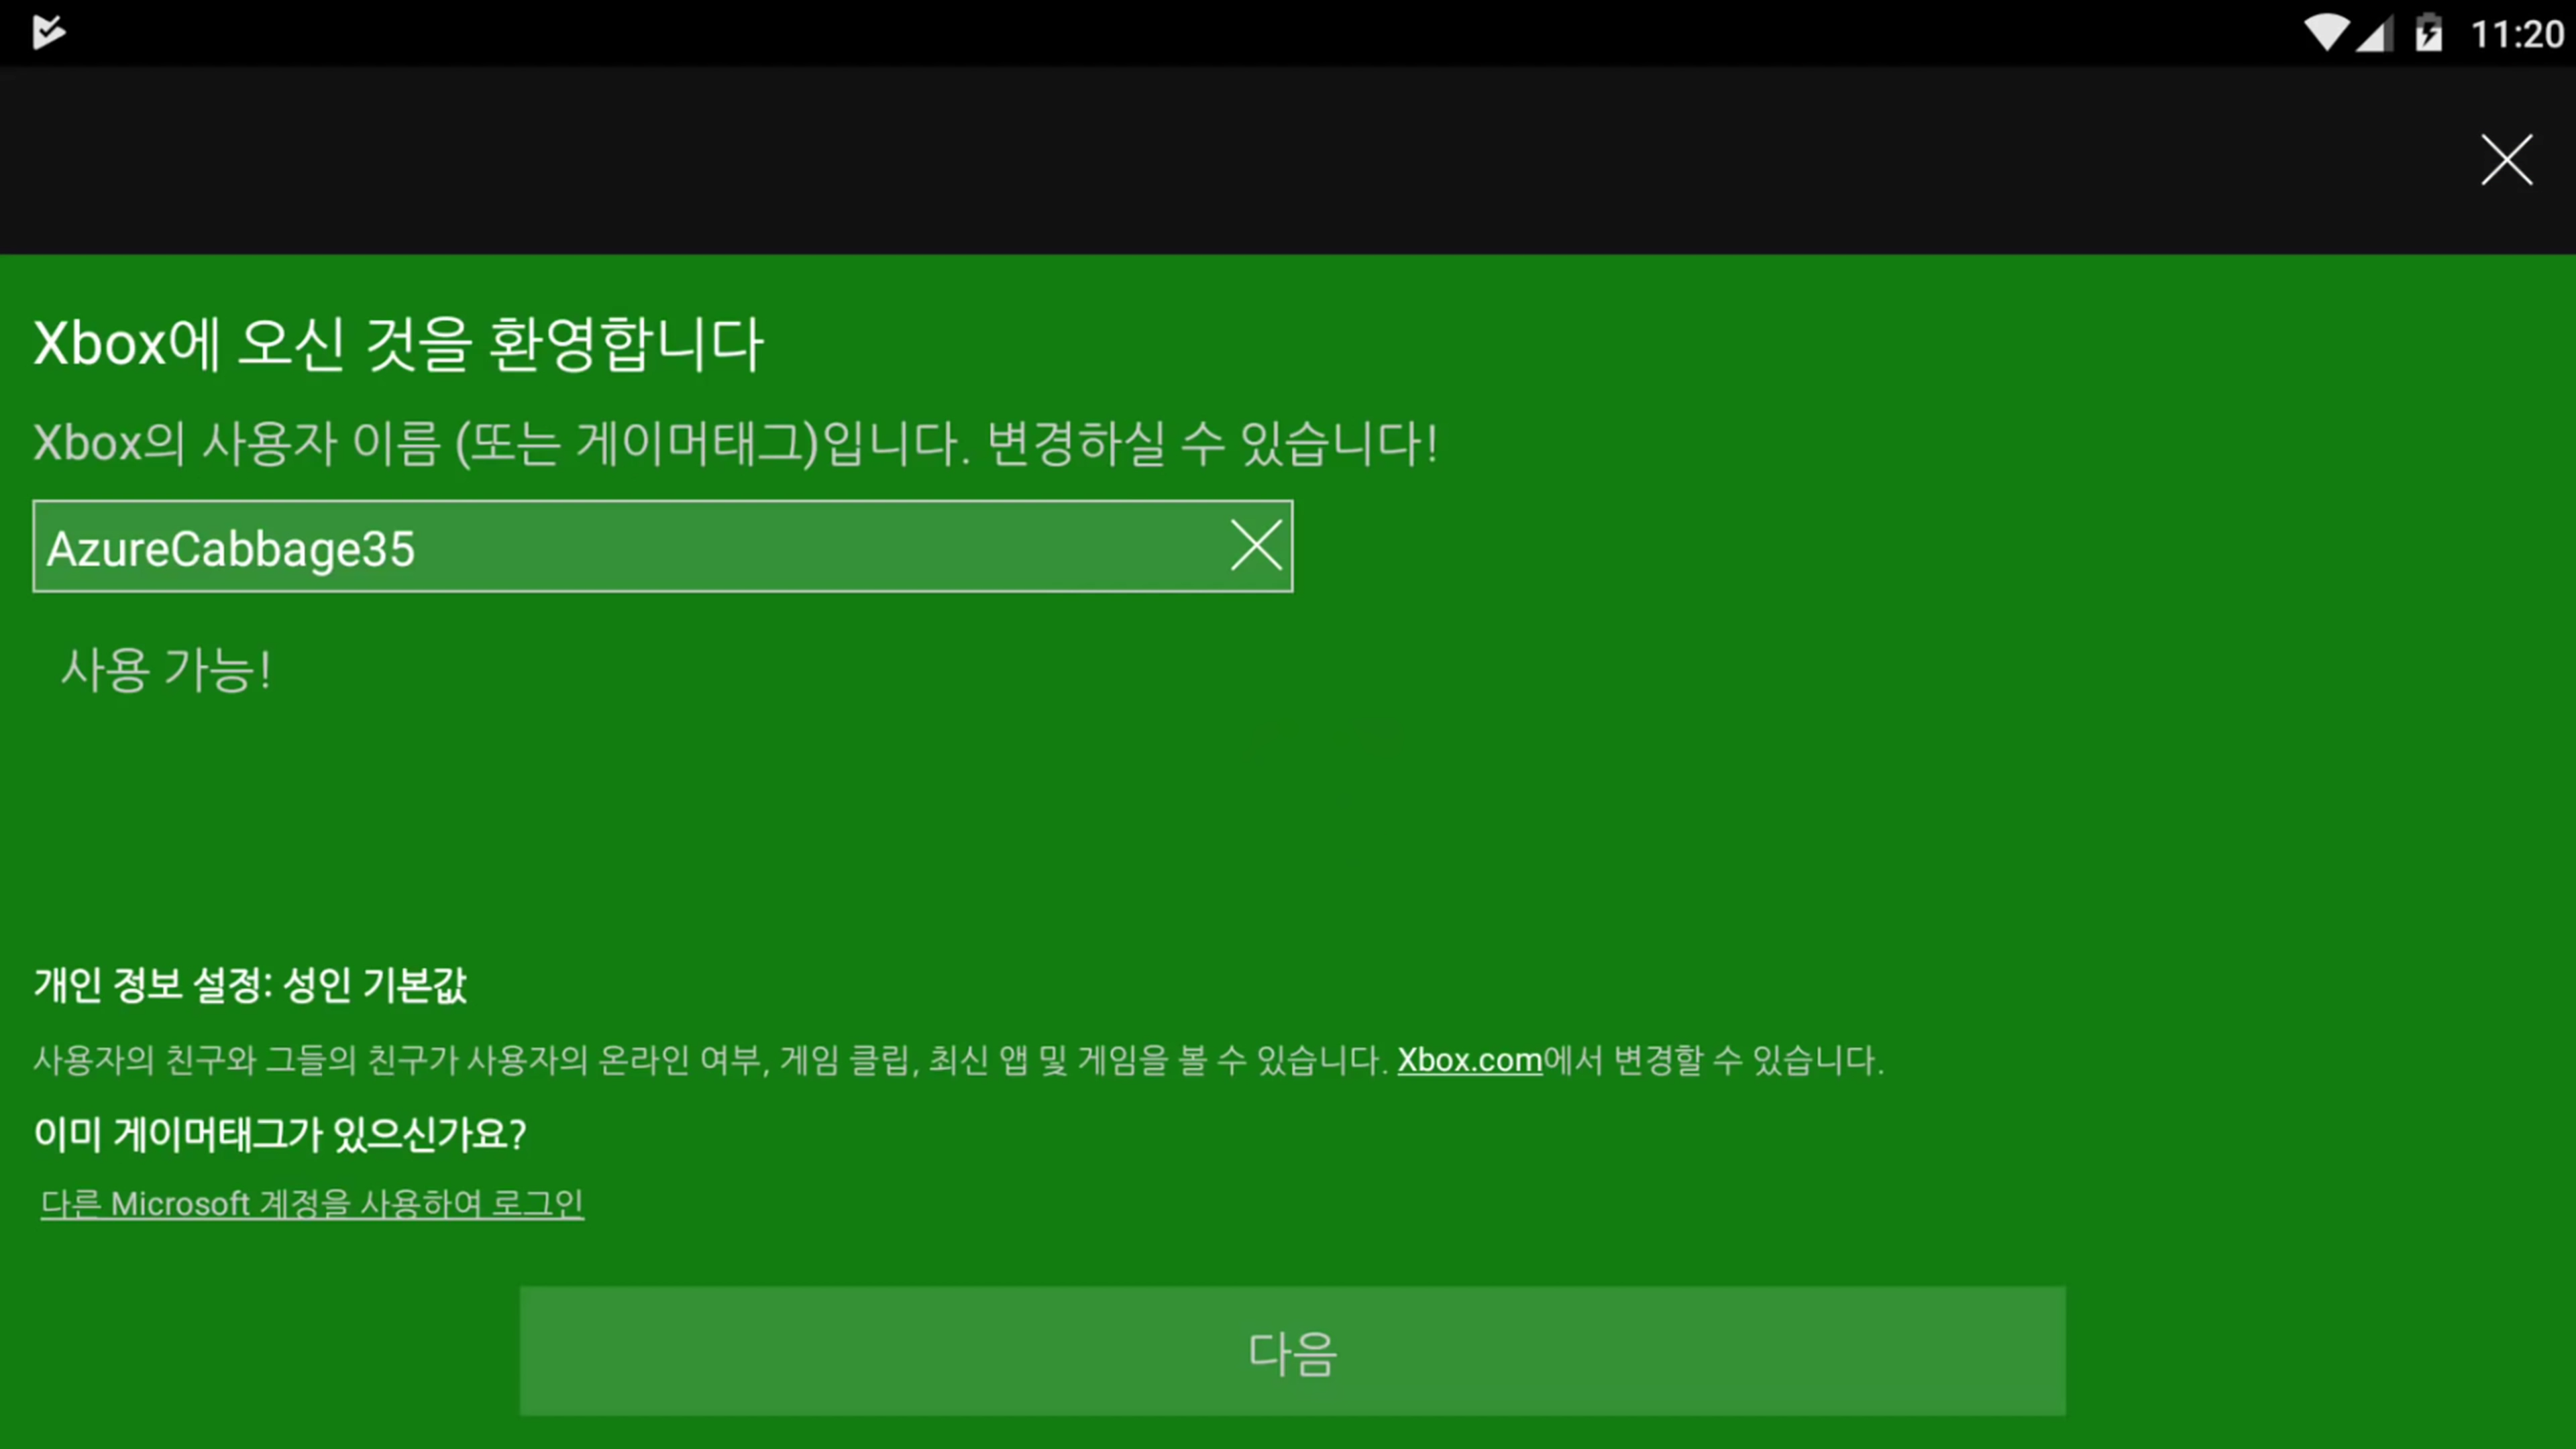 11:20
Xbox에 오신 것을 환영합니다
Xbox의 사용자 이름 (또는 게이머태그)입니다. 변경하실 수 있습니다!
AzureCabbage35
사용 가능!
개인 정보 설정: 성인 기본값
사용자의 친구와 그들의 친구가 사용자의 온라인 여부, 게임 클립, 최신 앱 및 게임을 볼 수 있습니다. Xbox.com에서 변경할 수 있습니다.
이미 게이머태그가 있으신가요?
다른 Microsoft 계정을 사용하여 로그인
다음